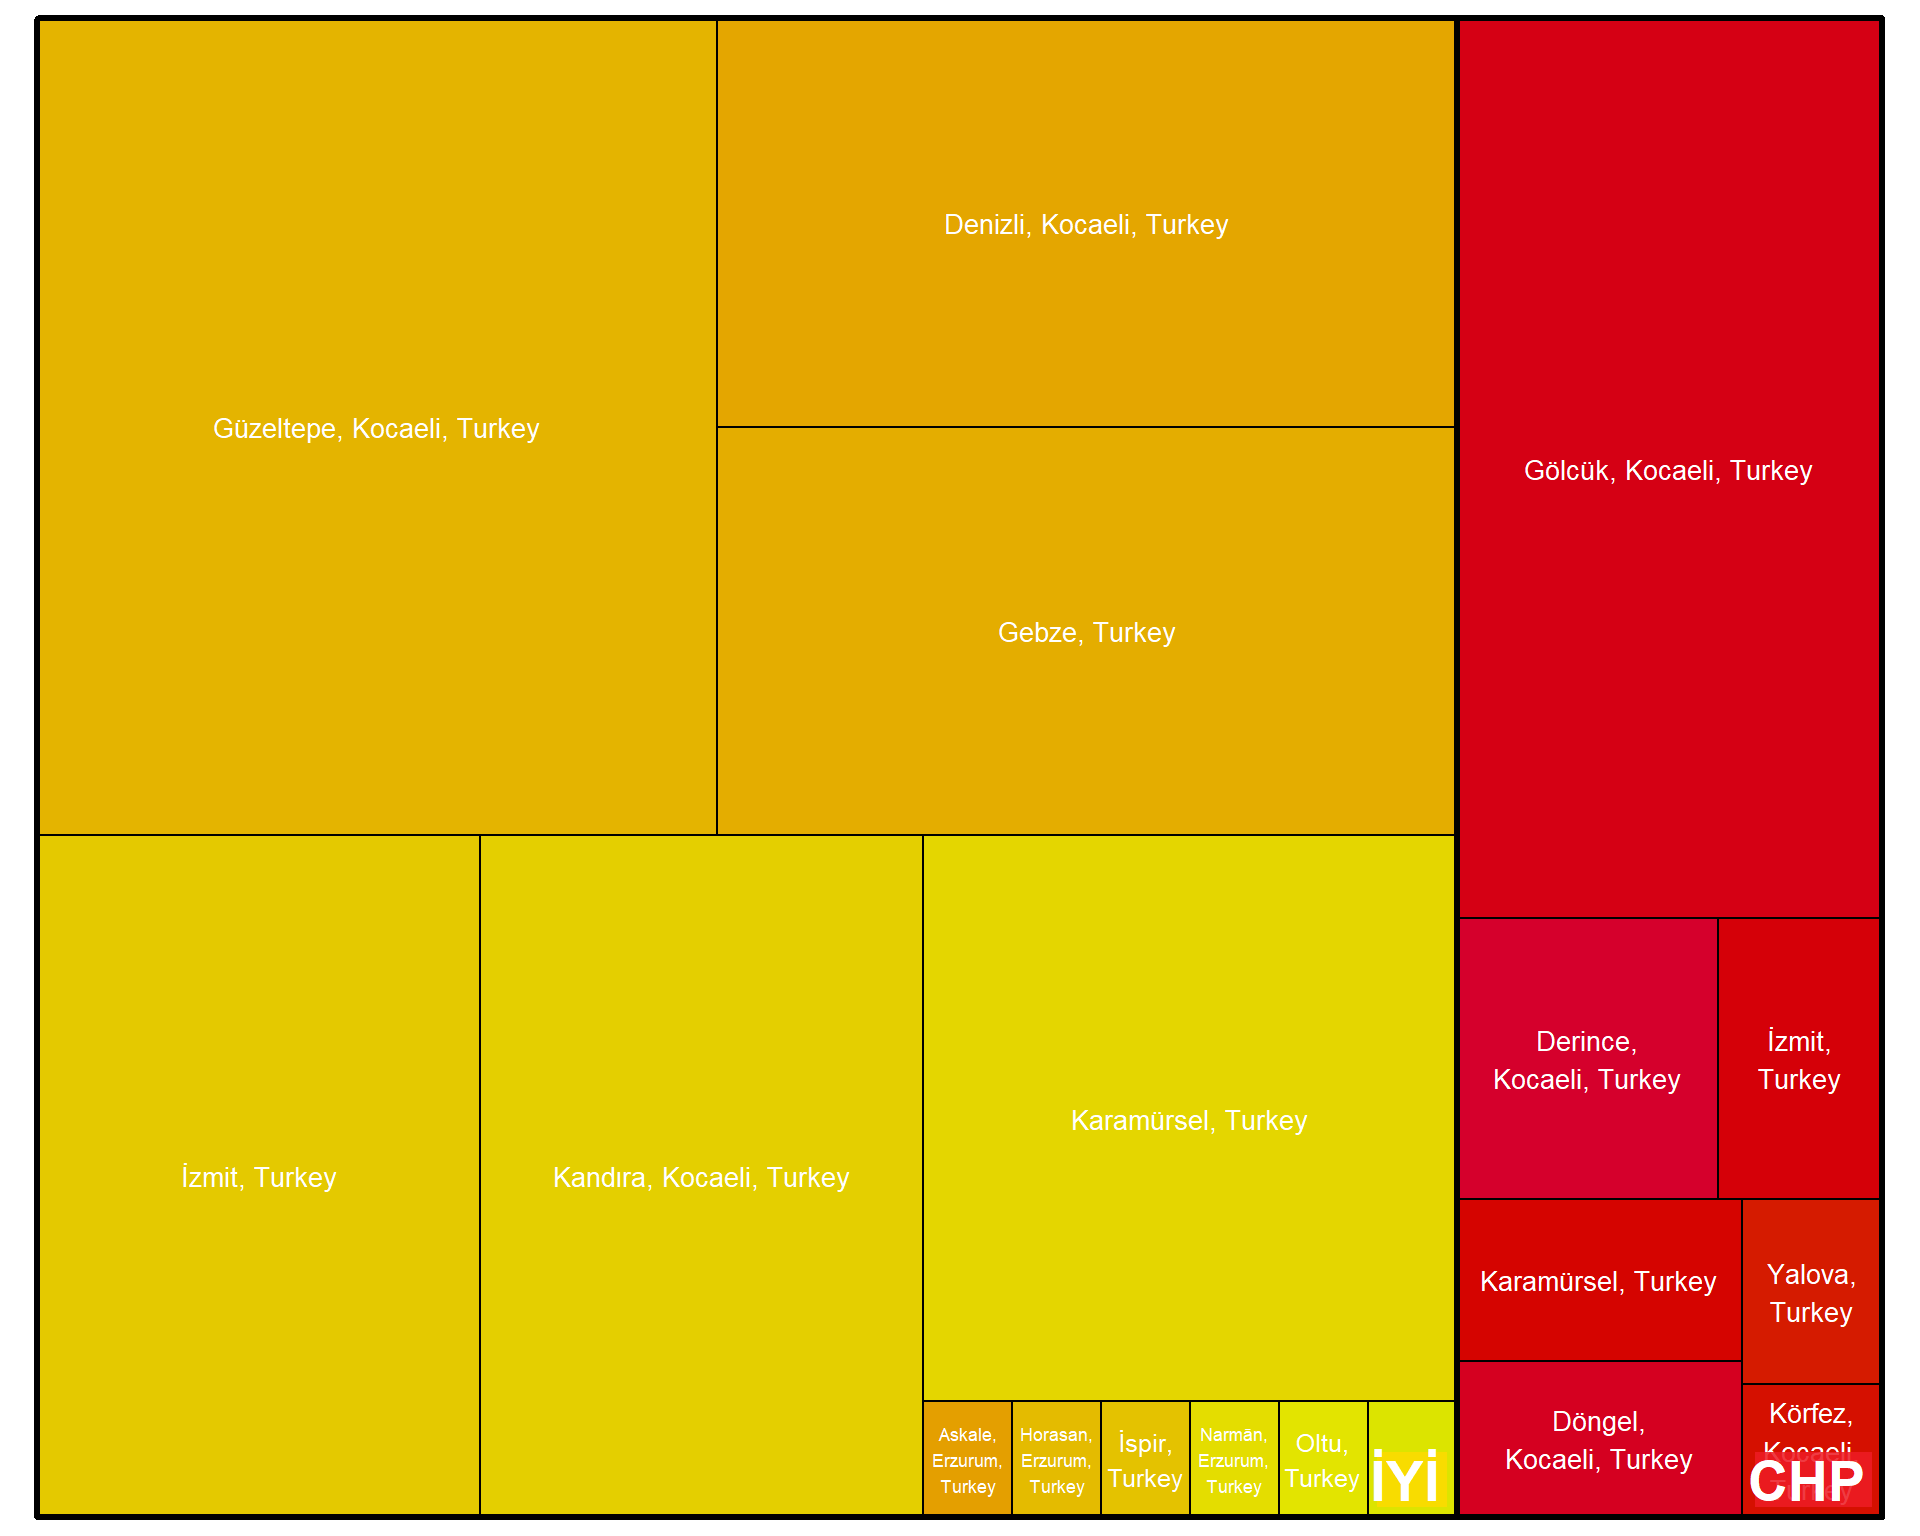 Güzeltepe, Kocaeli, Turkey
Denizli, Kocaeli, Turkey
Gebze, Turkey
İzmit, Turkey
Kandıra, Kocaeli, Turkey
Karamürsel, Turkey
Askale,
Erzurum,
Turkey
Horasan,
Erzurum,
Turkey
İspir,
Turkey
Narmān,
Erzurum,
Turkey
Oltu,
Turkey
İYİ
Gölcük, Kocaeli, Turkey
Derince,
Kocaeli, Turkey
İzmit,
Turkey
Karamürsel, Turkey
Yalova,
Turkey
Döngel,
Kocaeli, Turkey
Körfez,
Kocaeli,
Turkey
CHP